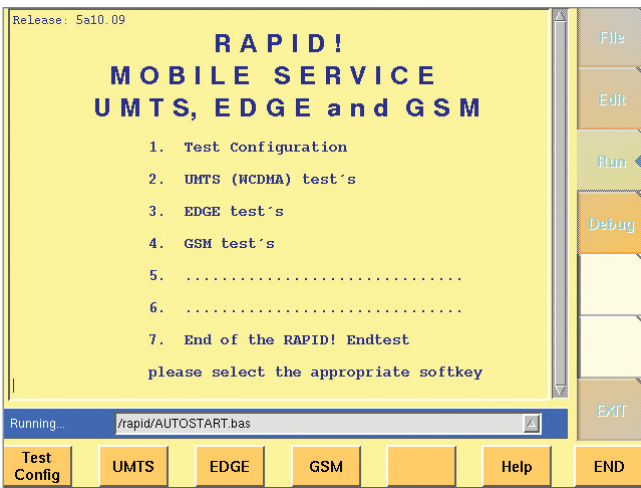 Release: 5a10.09
RAPID!
MOBILE SERVICE
UMTS, EDGE and GSM
1. Test Configuration
2. UMTS (WCDMA) test´s
3. EDGE test´s
4. GSM test´s
5. ...............................
6. ...............................
7. End of the RAPID! Endtest
please select the appropriate softkey
File
Edit
Run
Debug
EXIT
Running... /rapid/AUTOSTART.bas
Test Config UMTS EDGE GSM Help END